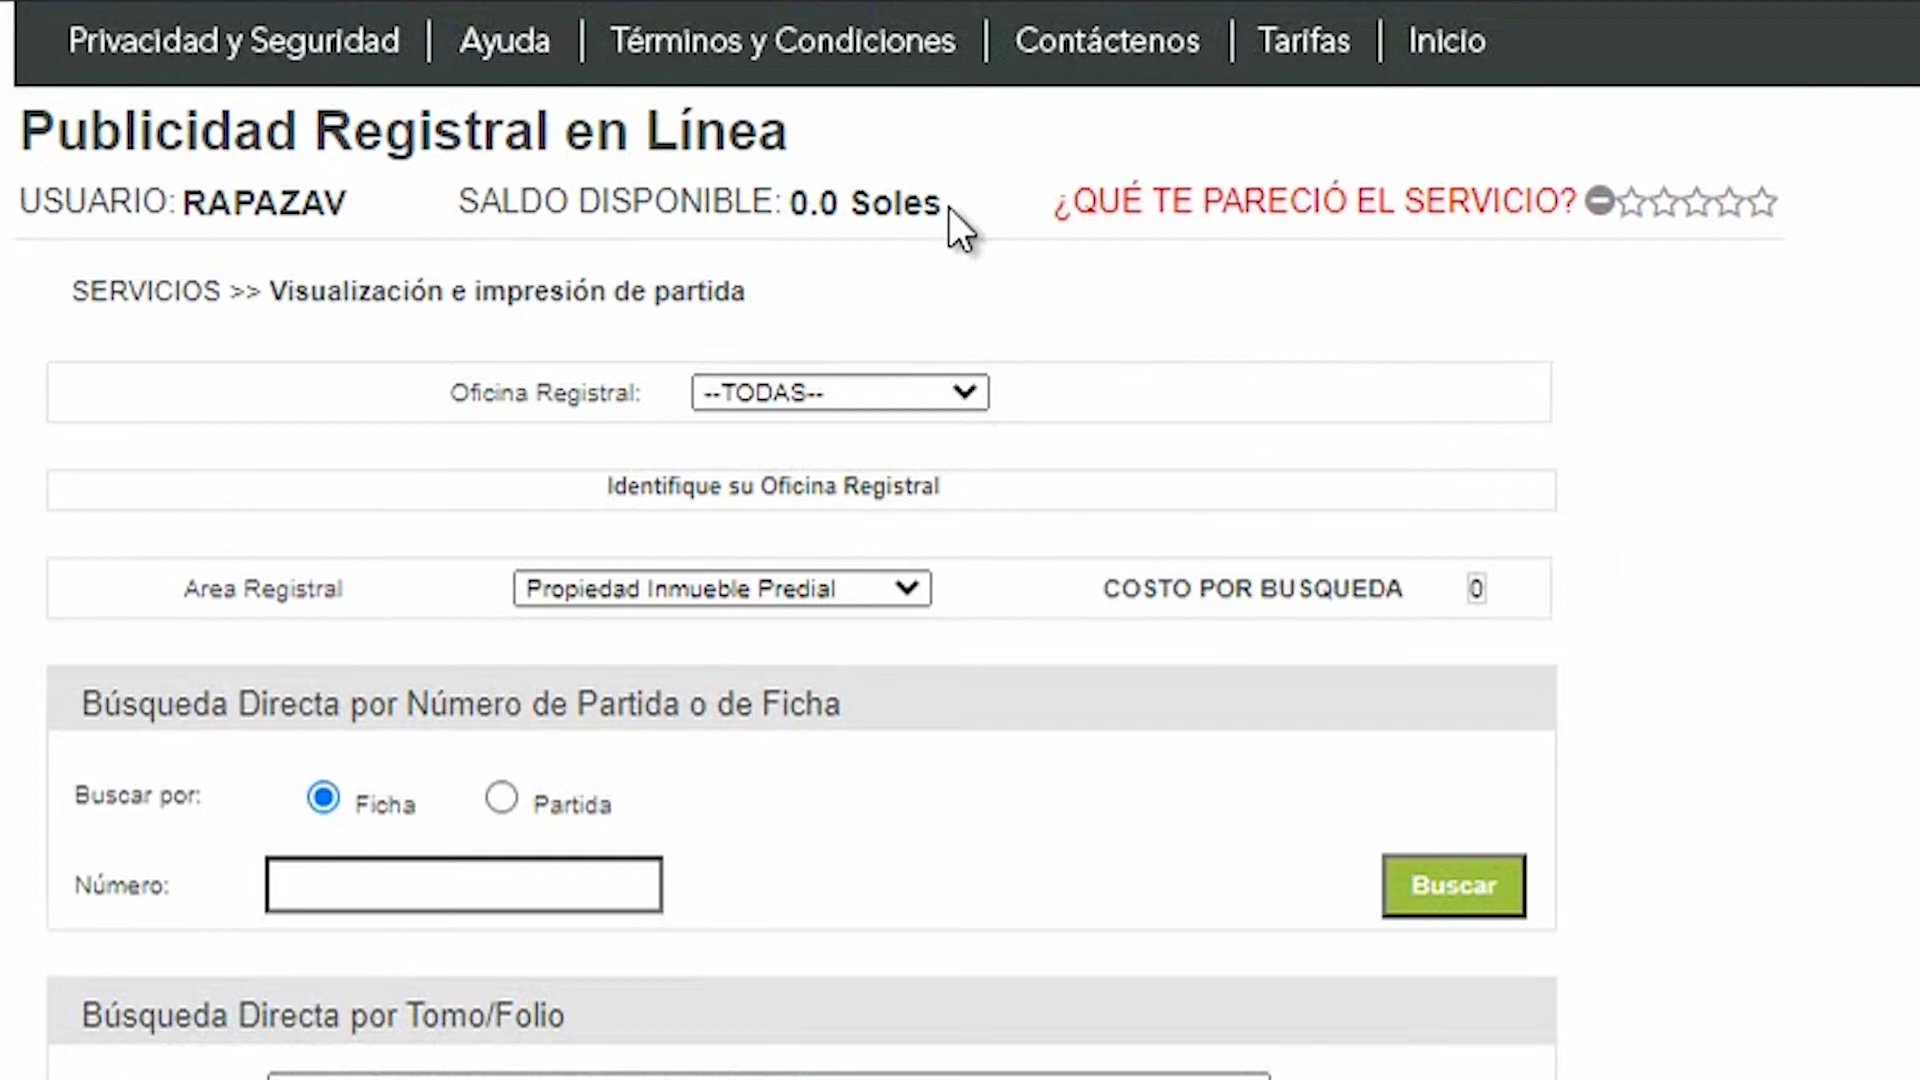 Privacidad y Seguridad | Ayuda | Términos y Condiciones | Contáctenos | Tarifas | Inicio
Publicidad Registral en Línea
USUARIO: RAPAZAV SALDO DISPONIBLE: 0.0 Soles ¿QUÉ TE PARECIÓ EL SERVICIO?
SERVICIOS >> Visualización e impresión de partida
Oficina Registral: --TODAS--
Identifique su Oficina Registral
Area Registral Propiedad Inmueble Predial COSTO POR BUSQUEDA 0
Búsqueda Directa por Número de Partida o de Ficha
Buscar por: Ficha Partida
Número: Buscar
Búsqueda Directa por Tomo/Folio